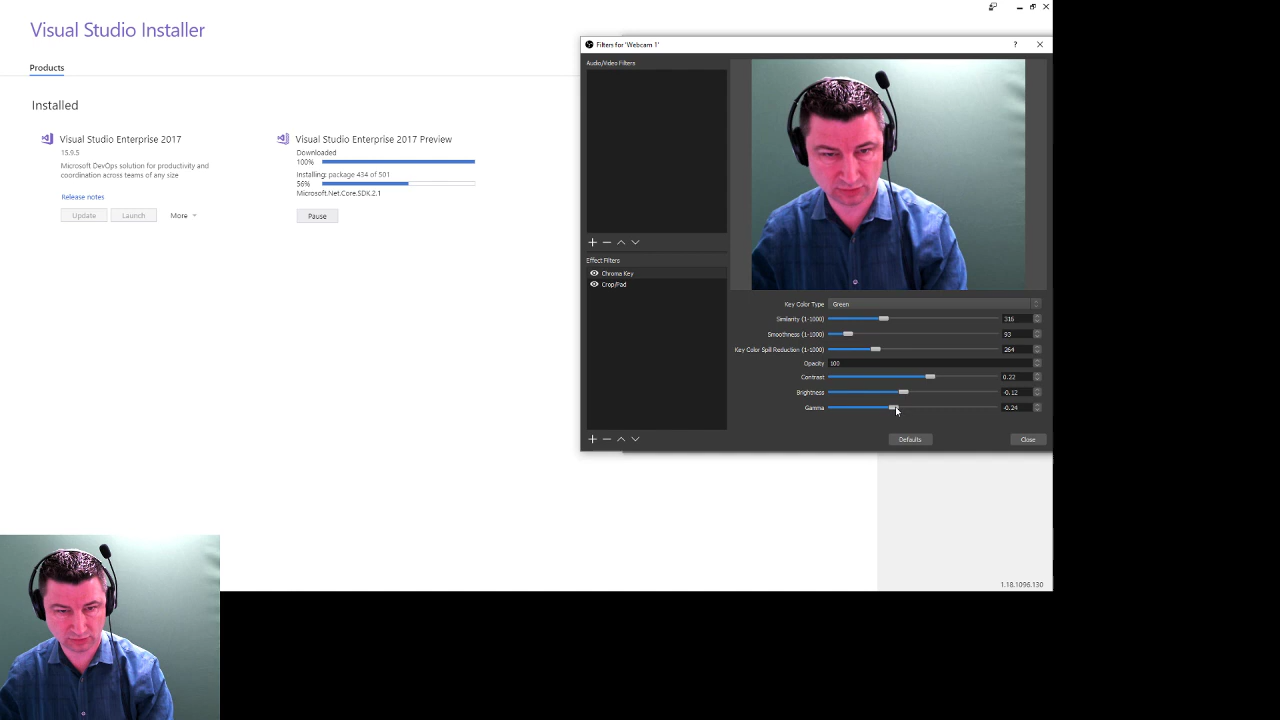 Visual Studio Installer
Products
Installed
Visual Studio Enterprise 2017
15.9.5
Microsoft DevOps solution for productivity and
coordination across teams of any size
Release notes
Update
Launch
More
Visual Studio Enterprise 2017 Preview
Downloaded
100%
Installing: package 434 of 501
56%
Microsoft.Net.Core.SDK.2.1
Pause
Filters for 'Webcam 1'
?
Audio/Video Filters
Effect Filters
Chroma Key
Crop/Pad
Key Color Type Green
Similarity (1-1000) 316
Smoothness (1-1000) 93
Key Color Spill Reduction (1-1000) 264
Opacity 100
Contrast 0.22
Brightness -0.12
Gamma -0.24
Defaults
Close
1.18.1096.130